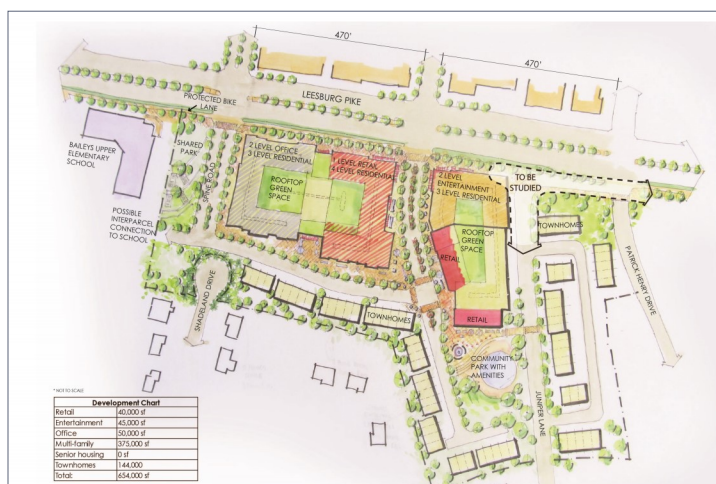 470'
470'
PROTECTED BIKE
LANE
LEESBURG PIKE
BAILEYS UPPER
ELEMENTARY
SCHOOL
SHARED
PARK
SPINE ROAD
2 LEVEL OFFICE
3 LEVEL RESIDENTIAL
LEVEL RETAIL
LEVEL RESIDENTIAL
ROOFTOP
GREEN
SPACE
2 LEVEL
ENTERTAINMENT
3 LEVEL RESIDENTIAL
TO BE
STUDIED
ROOFTOP
GREEN
SPACE
TOWNHOMES
POSSIBLE
INTERPARCEL
CONNECTION
TO SCHOOL
RETAIL
PATRICK HENRY DRIVE
SHADELAND DRIVE
TOWNHOMES
RETAIL
COMMUNITY
PARK WITH
AMENITIES
JUNIPER LANE
* NOT TO SCALE
Development Chart
Retail 40,000 sf
Entertainment 45,000 sf
Office 50,000 sf
Multi-family 375,000 sf
Senior housing 0 sf
Townhomes 144,000
Total: 654,000 sf